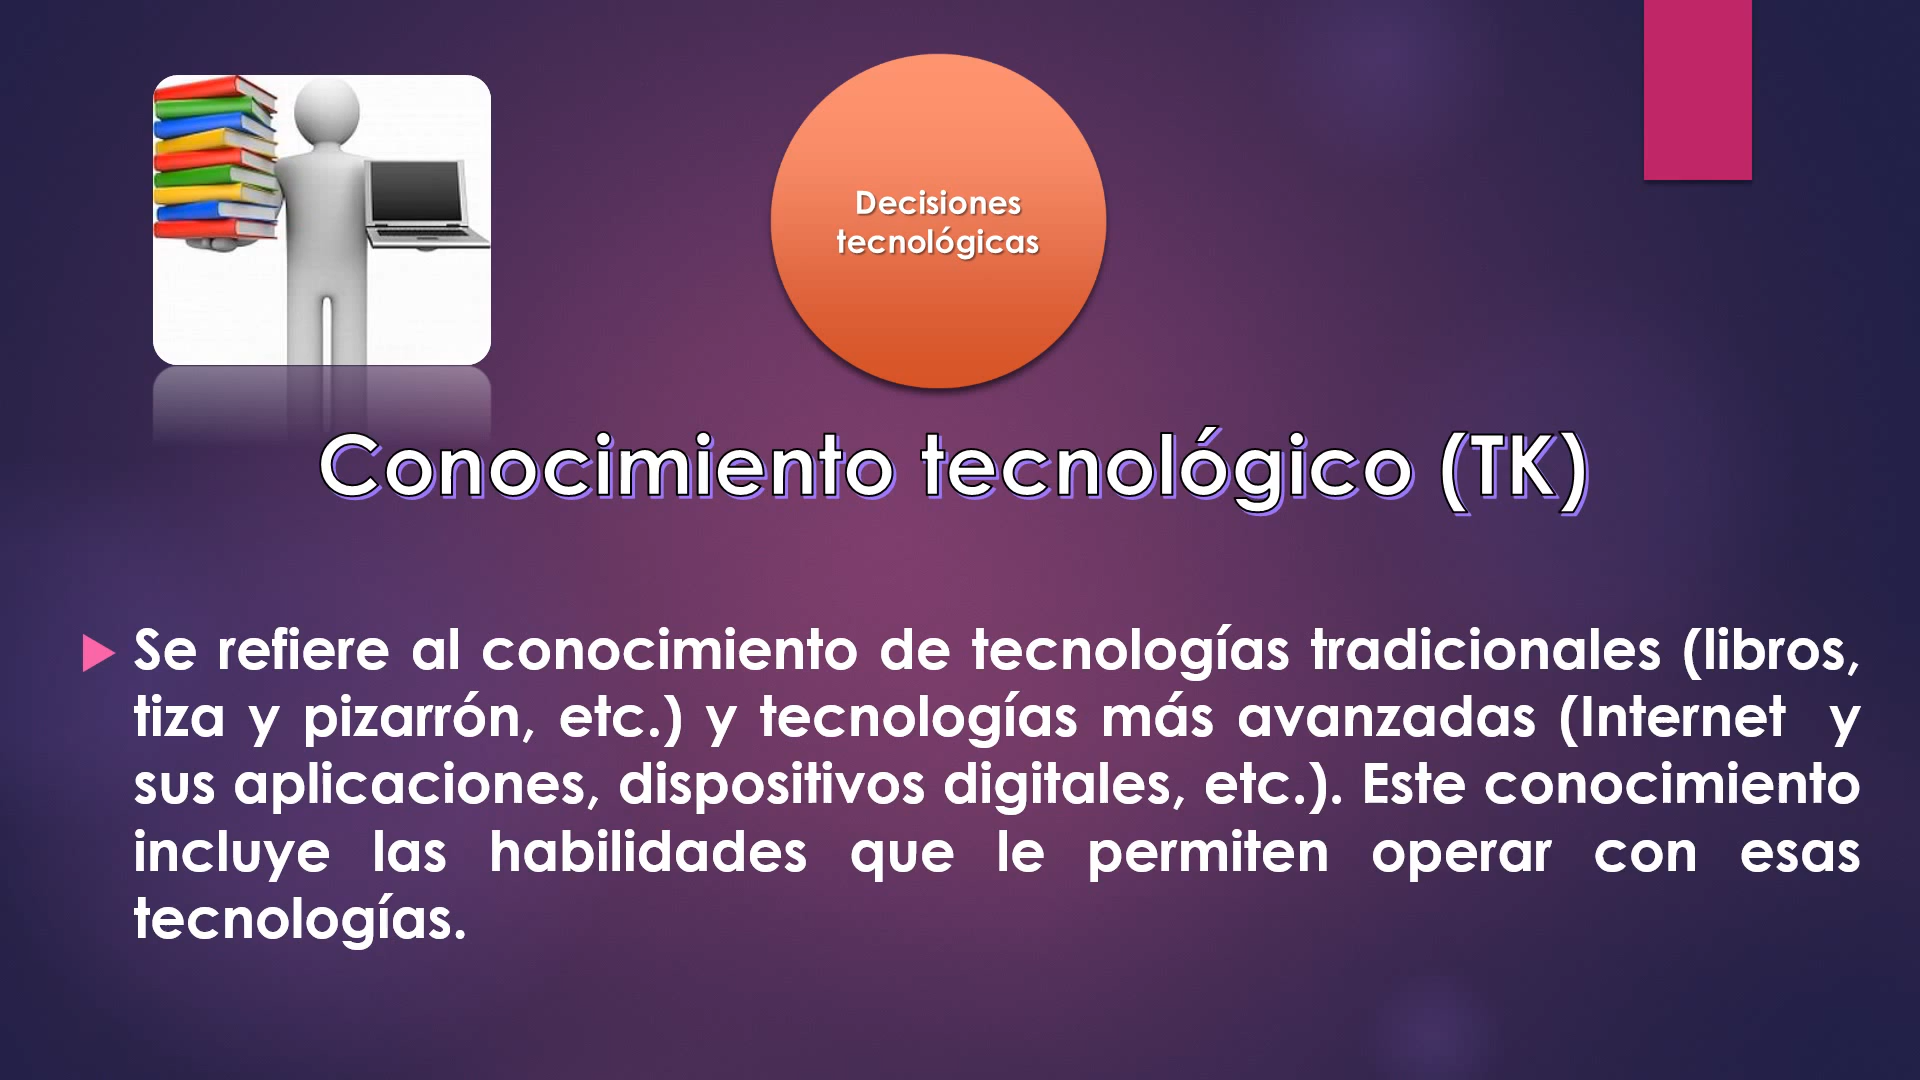 Decisiones
tecnológicas
Conocimiento tecnológico (TK)
Se refiere al conocimiento de tecnologías tradicionales (libros,
tiza y pizarrón, etc.) y tecnologías más avanzadas (Internet y
sus aplicaciones, dispositivos digitales, etc.). Este conocimiento
incluye las habilidades que le permiten operar con esas
tecnologías.